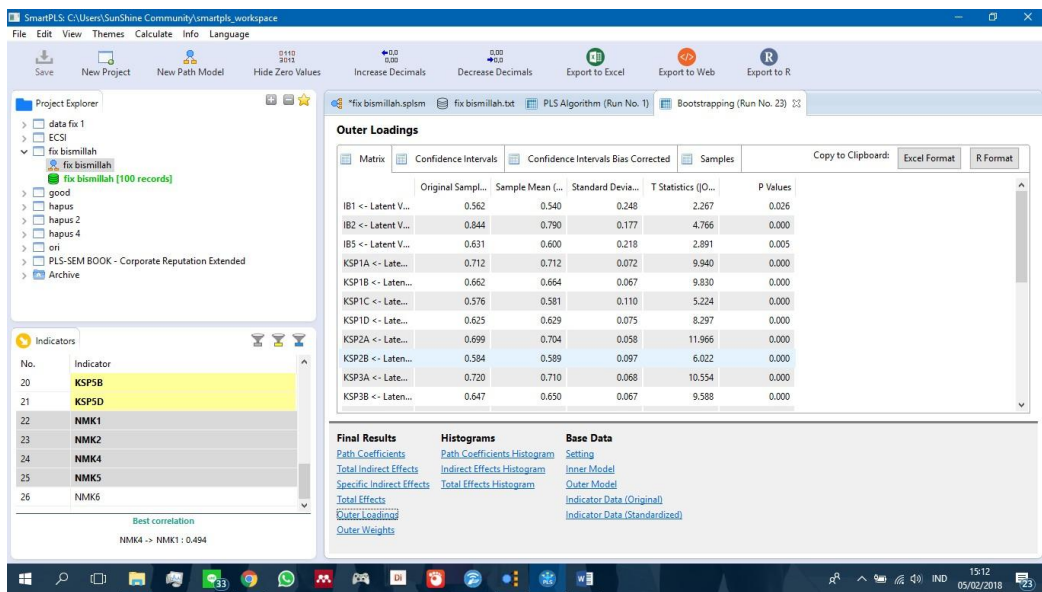 SmartPLS: C:\Users\SunShine Community\smartpls_workspace
File Edit View Themes Calculate Info Language
Save New Project New Path Model Hide Zero Values Increase Decimals Decrease Decimals Export to Excel Export to Web Export to R
Project Explorer
data fix 1
ECSI
fix bismillah
fix bismillah
fix bismillah [100 records]
good
hapus
hapus 2
hapus 4
ori
PLS-SEM BOOK - Corporate Reputation Extended
Archive
Indicators
No. Indicator
20 KSP5B
21 KSP5D
22 NMK1
23 NMK2
24 NMK4
25 NMK5
26 NMK6
Best correlation
NMK4 -> NMK1 : 0.494
*fix bismillah.splsm fix bismillah.txt PLS Algorithm (Run No. 1) Bootstrapping (Run No. 23)
Outer Loadings
Matrix Confidence Intervals Confidence Intervals Bias Corrected Samples Copy to Clipboard: Excel Format R Format
Original Sampl... Sample Mean (... Standard Devia... T Statistics (|O... P Values
IB1 <- Latent V... 0.562 0.540 0.248 2.267 0.026
IB2 <- Latent V... 0.844 0.790 0.177 4.766 0.000
IB5 <- Latent V... 0.631 0.600 0.218 2.891 0.005
KSP1A <- Late... 0.712 0.712 0.072 9.940 0.000
KSP1B <- Laten... 0.662 0.664 0.067 9.830 0.000
KSP1C <- Late... 0.576 0.581 0.110 5.224 0.000
KSP1D <- Late... 0.625 0.629 0.075 8.297 0.000
KSP2A <- Late... 0.699 0.704 0.058 11.966 0.000
KSP2B <- Laten... 0.584 0.589 0.097 6.022 0.000
KSP3A <- Late... 0.720 0.710 0.068 10.554 0.000
KSP3B <- Laten... 0.647 0.650 0.067 9.588 0.000
Final Results Histograms Base Data
Path Coefficients Path Coefficients Histogram Setting
Total Indirect Effects Indirect Effects Histogram Inner Model
Specific Indirect Effects Total Effects Histogram Outer Model
Total Effects Indicator Data (Original)
Outer Loadings Indicator Data (Standardized)
Outer Weights
33 Di PLS IND 15:12
05/02/2018 23